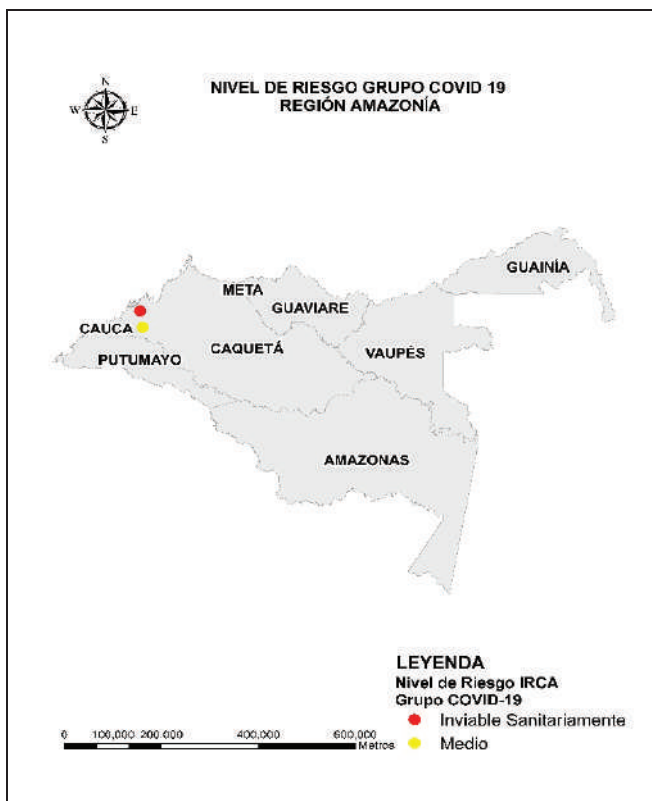 NIVEL DE RIESGO GRUPO COVID 19
REGIÓN AMAZONÍA
N
W E
S
GUAINÍA
META
GUAVIARE
CAUCA
CAQUETÁ
VAUPÉS
PUTUMAYO
AMAZONAS
LEYENDA
Nivel de Riesgo IRCA
Grupo COVID-19
Inviable Sanitariamente
Medio
0 100,000 200,000 400,000 600,000
Metros